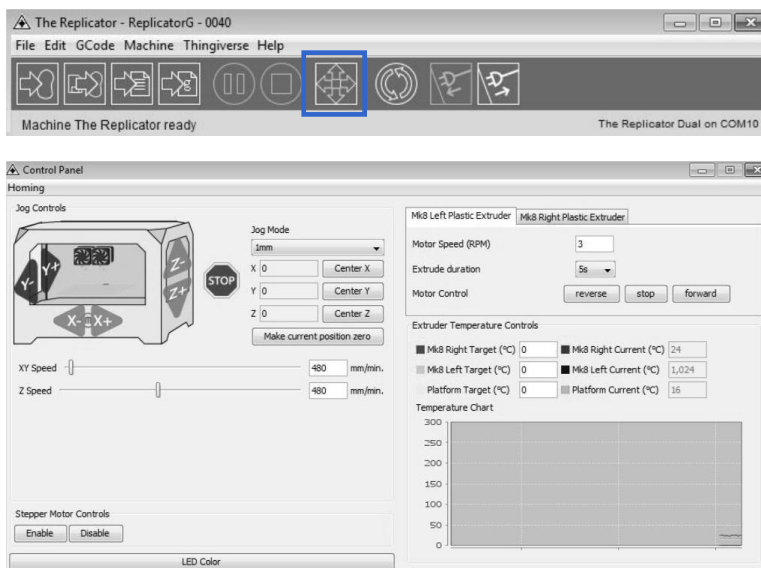 The Replicator - ReplicatorG - 0040
File Edit GCode Machine Thingiverse Help
Machine The Replicator ready
The Replicator Dual on COM10
Control Panel
Homing
Jog Controls
Y- Y+
Z-
Z+
X- X+
STOP
Jog Mode
1mm
X 0 Center X
Y 0 Center Y
Z 0 Center Z
Make current position zero
XY Speed 480 mm/min.
Z Speed 480 mm/min.
Stepper Motor Controls
Enable Disable
LED Color
Mk8 Left Plastic Extruder Mk8 Right Plastic Extruder
Motor Speed (RPM) 3
Extrude duration 5s
Motor Control reverse stop forward
Extruder Temperature Controls
Mk8 Right Target (°C) 0 Mk8 Right Current (°C) 24
Mk8 Left Target (°C) 0 Mk8 Left Current (°C) 1,024
Platform Target (°C) 0 Platform Current (°C) 16
Temperature Chart
300
250
200
150
100
50
0